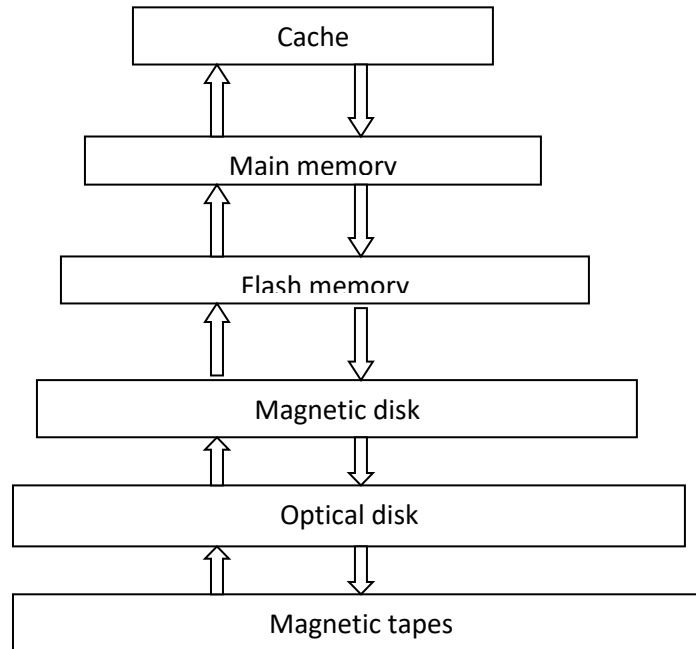 Cache
Main memory
Flash memory
Magnetic disk
Optical disk
Magnetic tapes